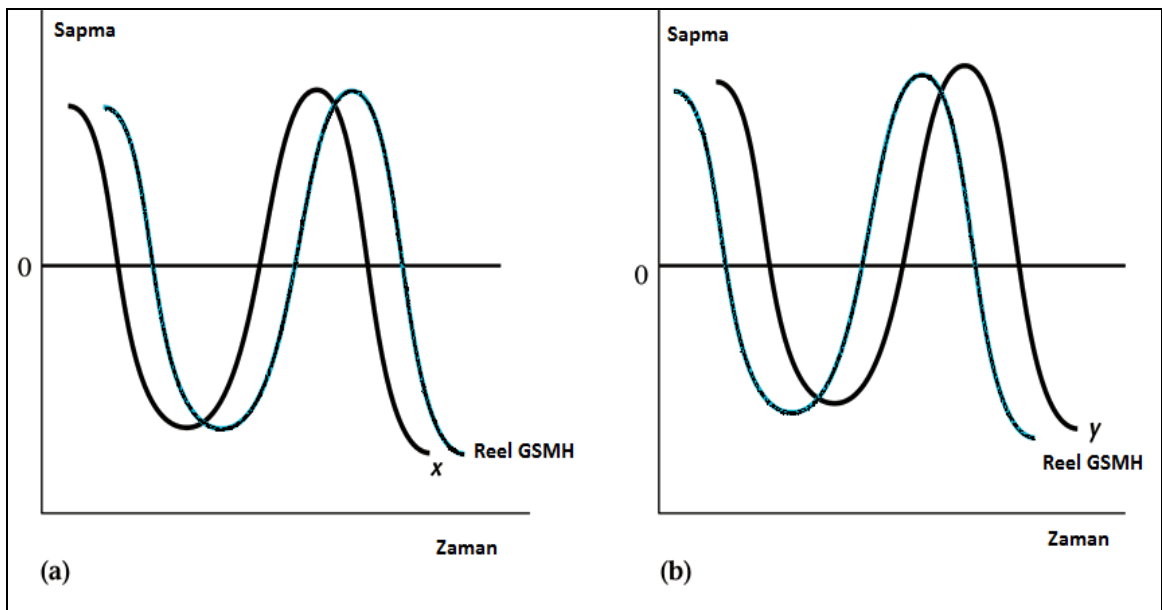 Sapma
0
x
Reel GSMH
Zaman
(a)
Sapma
0
y
Reel GSMH
Zaman
(b)